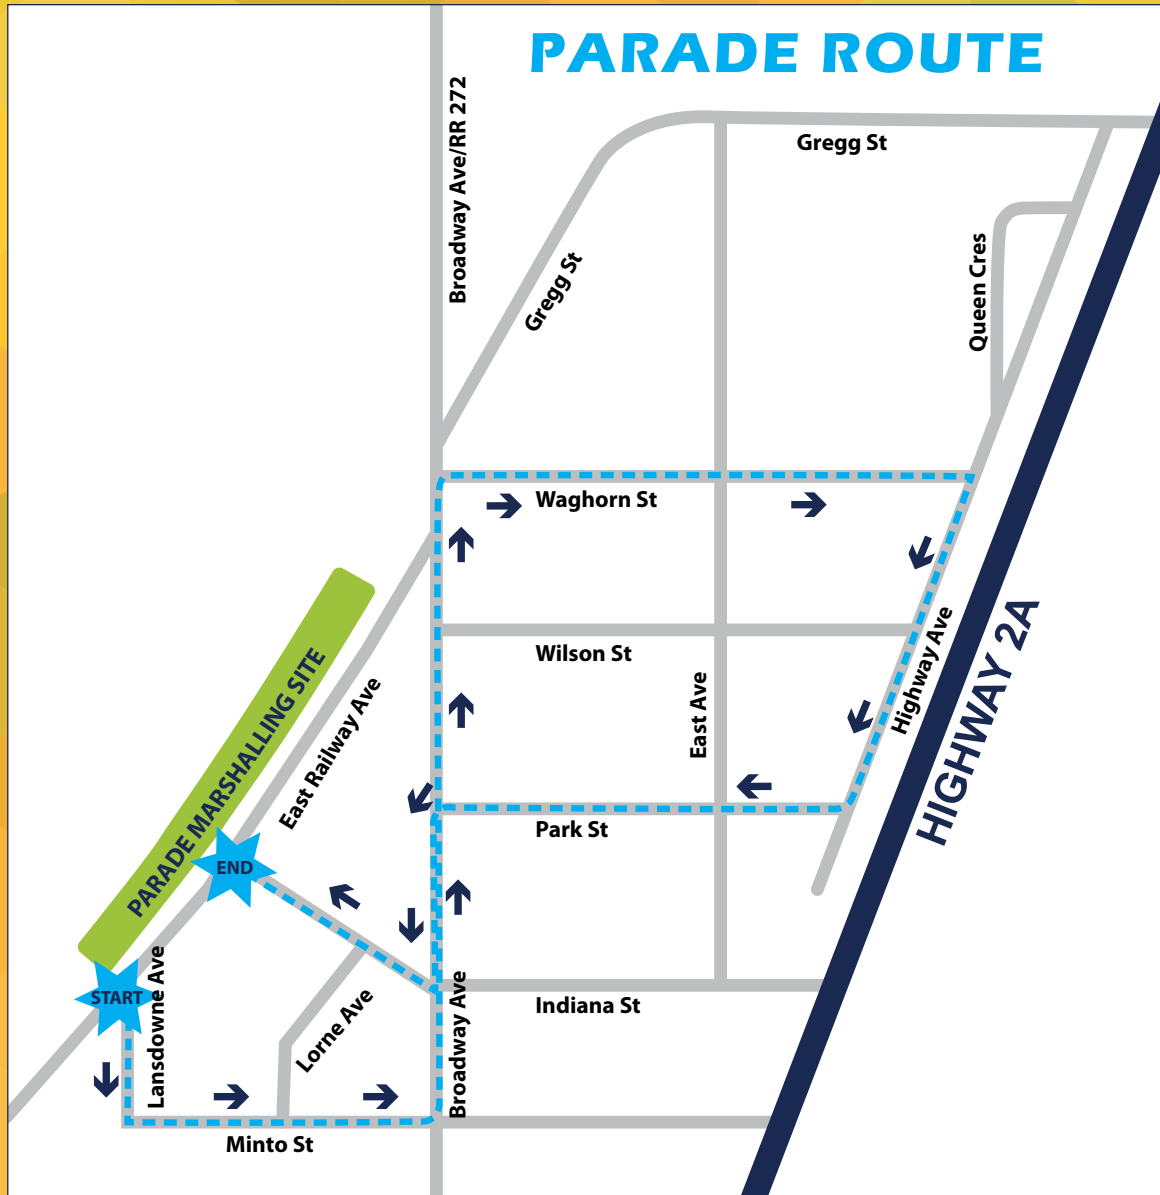 PARADE ROUTE
Broadway Ave/RR 272
Gregg St
Gregg St
Queen Cres
Waghorn St
Wilson St
East Ave
Highway Ave
HIGHWAY 2A
PARADE MARSHALLING SITE
East Railway Ave
Park St
END
START
Lansdowne Ave
Lorne Ave
Broadway Ave
Indiana St
Minto St